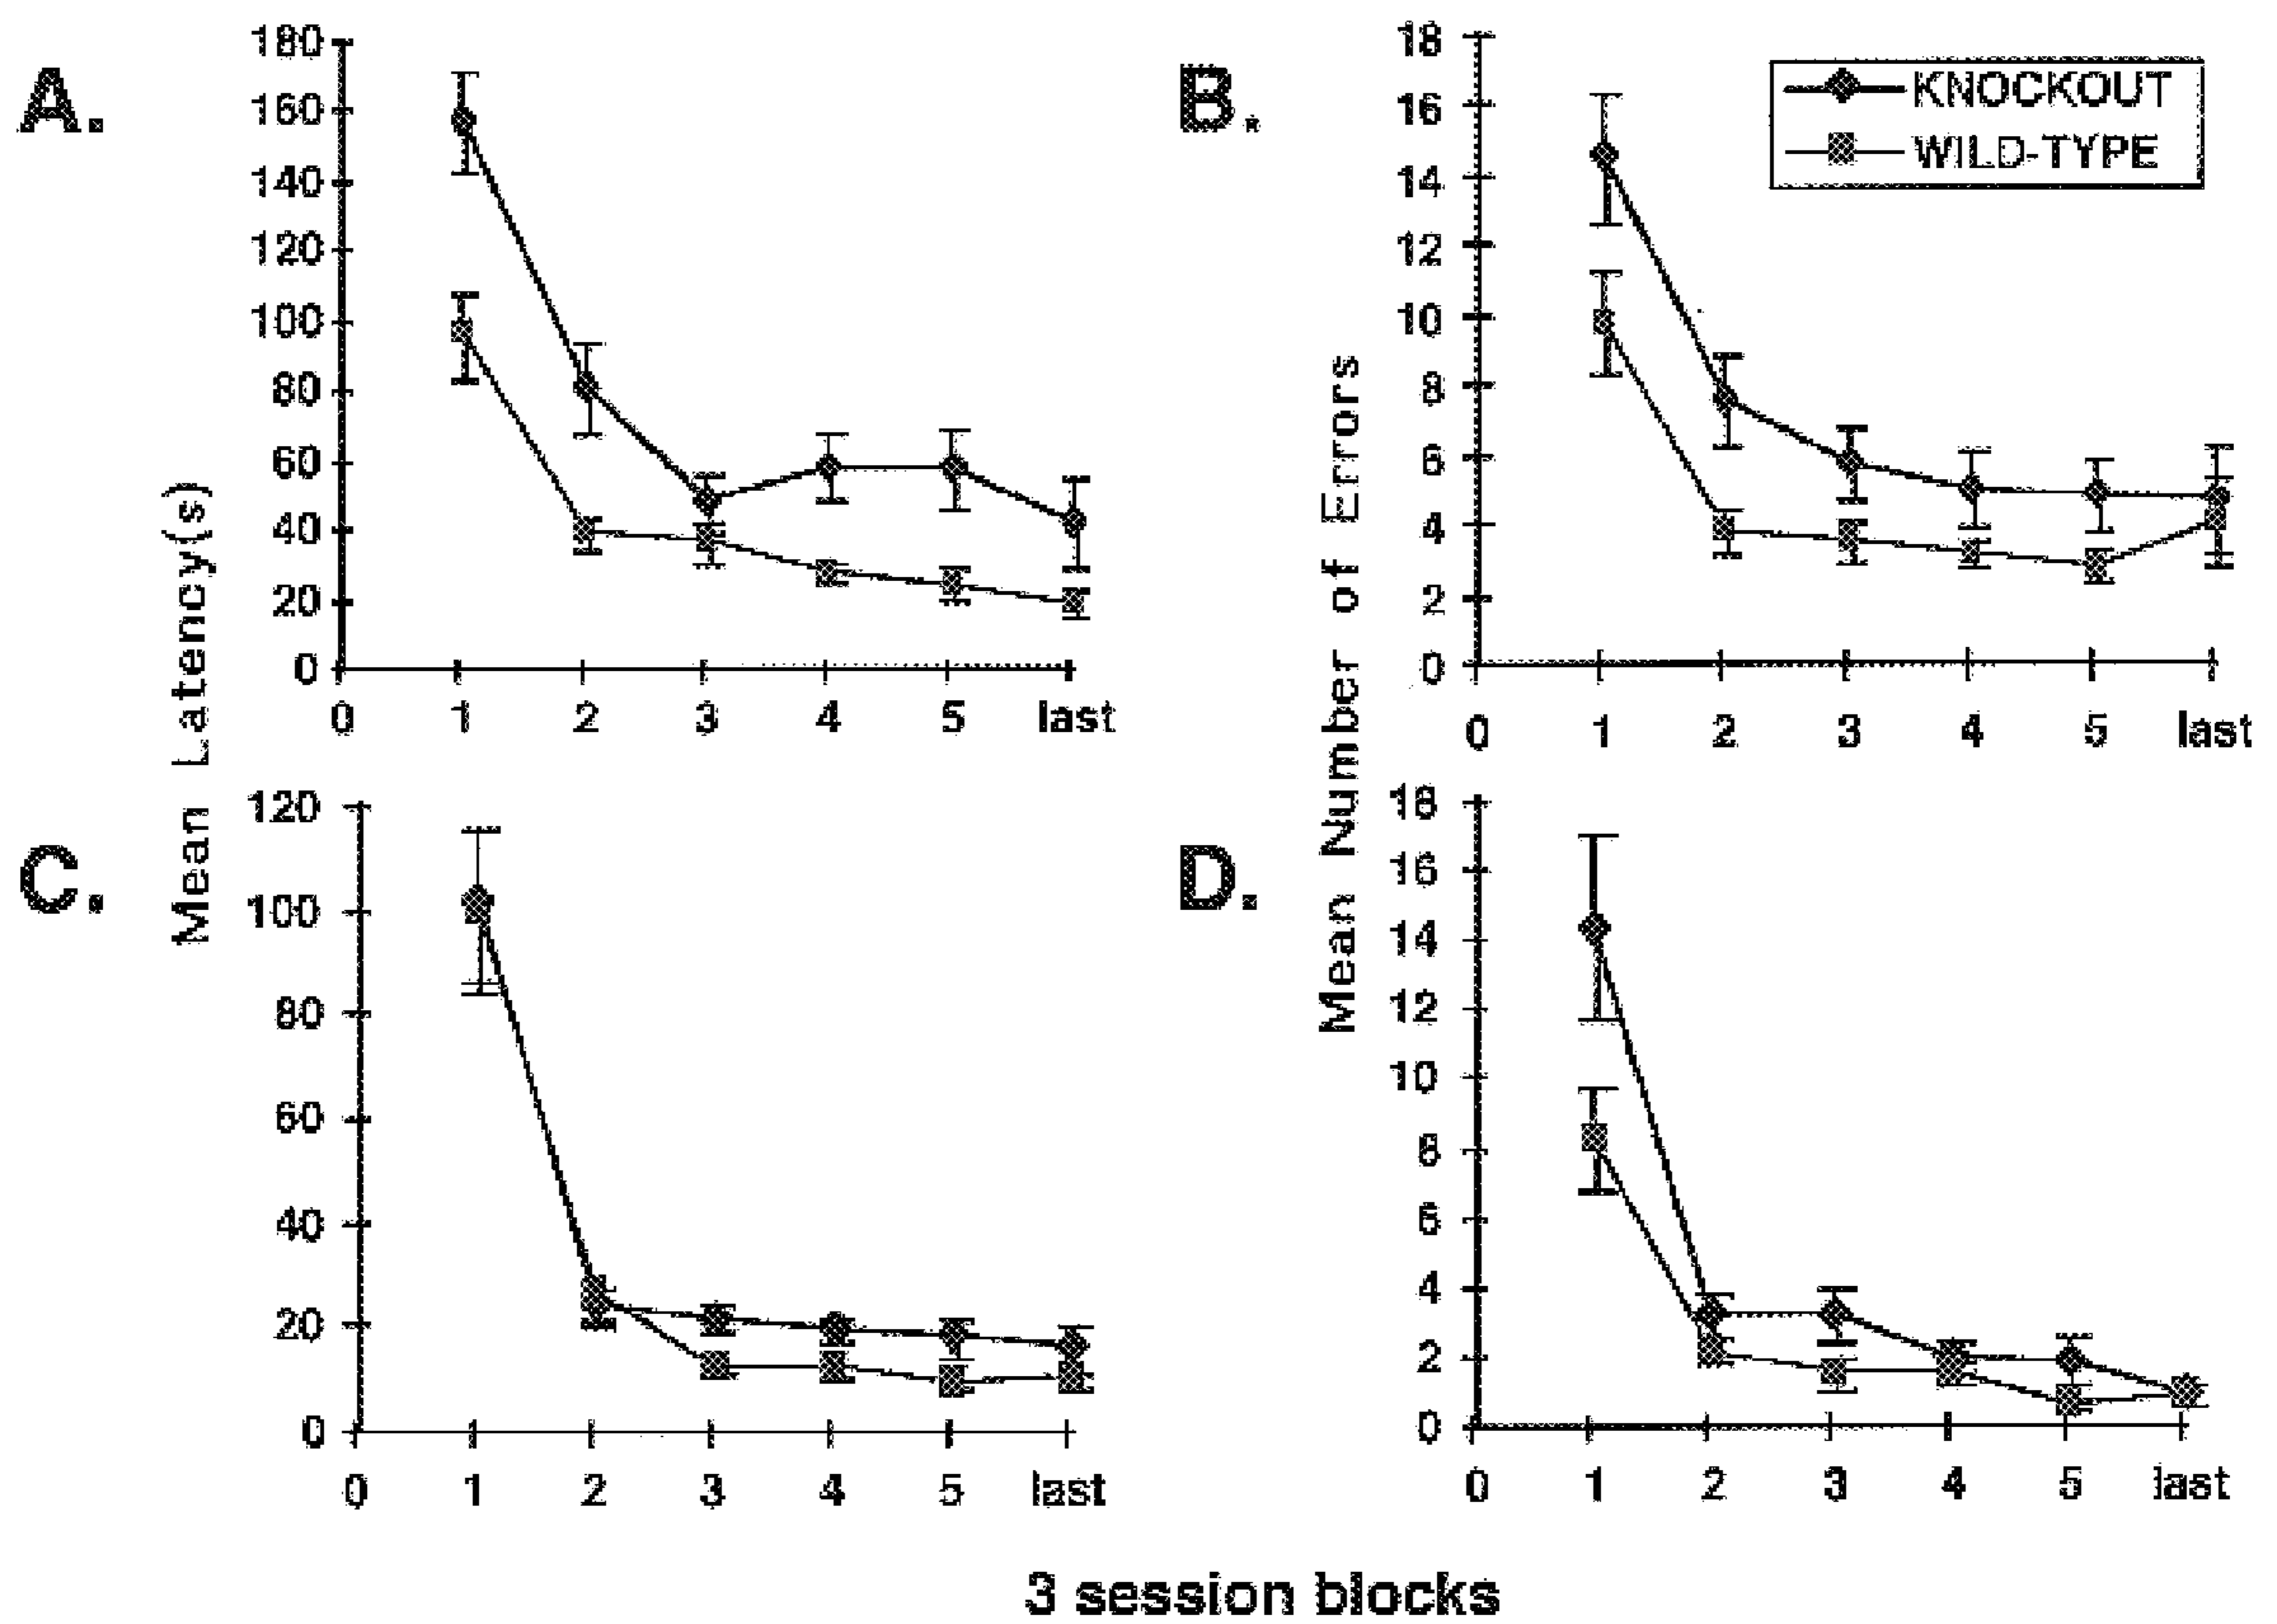 A.
180
160
140
120
100
80
60
40
20
0
0 1 2 3 4 5 last
Mean Latency(s)
B.
18
16
14
12
10
8
6
4
2
0
0 1 2 3 4 5 last
KNOCKOUT
WILD-TYPE
Mean Number of Errors
C.
120
100
80
60
40
20
0
0 1 2 3 4 5 last
D.
18
16
14
12
10
8
6
4
2
0
0 1 2 3 4 5 last
3 session blocks